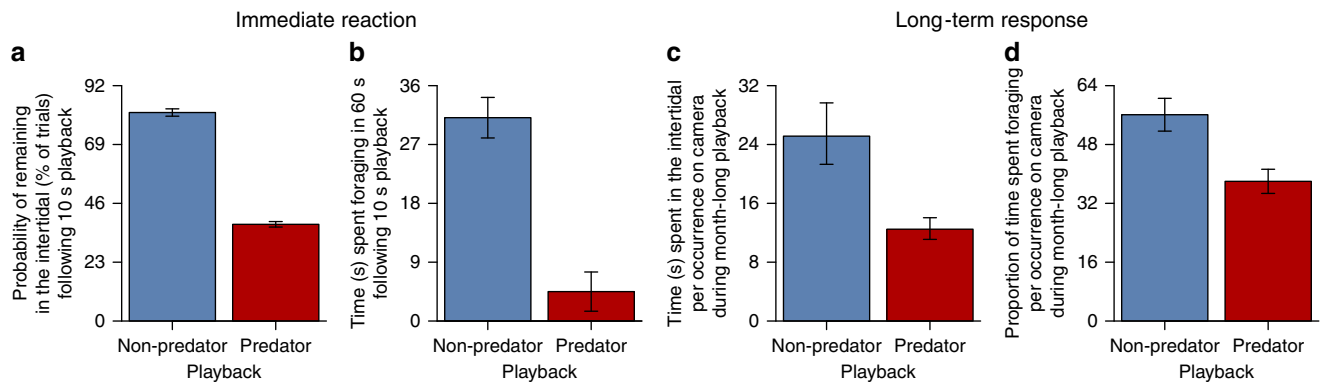 Immediate reaction
Long-term response
a
Probability of remaining
in the intertidal (% of trials)
following 10 s playback
92
69
46
23
0
Non-predator
Predator
Playback
b
Time (s) spent foraging in 60 s
following 10 s playback
36
27
18
9
0
Non-predator
Predator
Playback
c
Time (s) spent in the intertidal
per occurrence on camera
during month-long playback
32
24
16
8
0
Non-predator
Predator
Playback
d
Proportion of time spent foraging
per occurrence on camera
during month-long playback
64
48
32
16
0
Non-predator
Predator
Playback